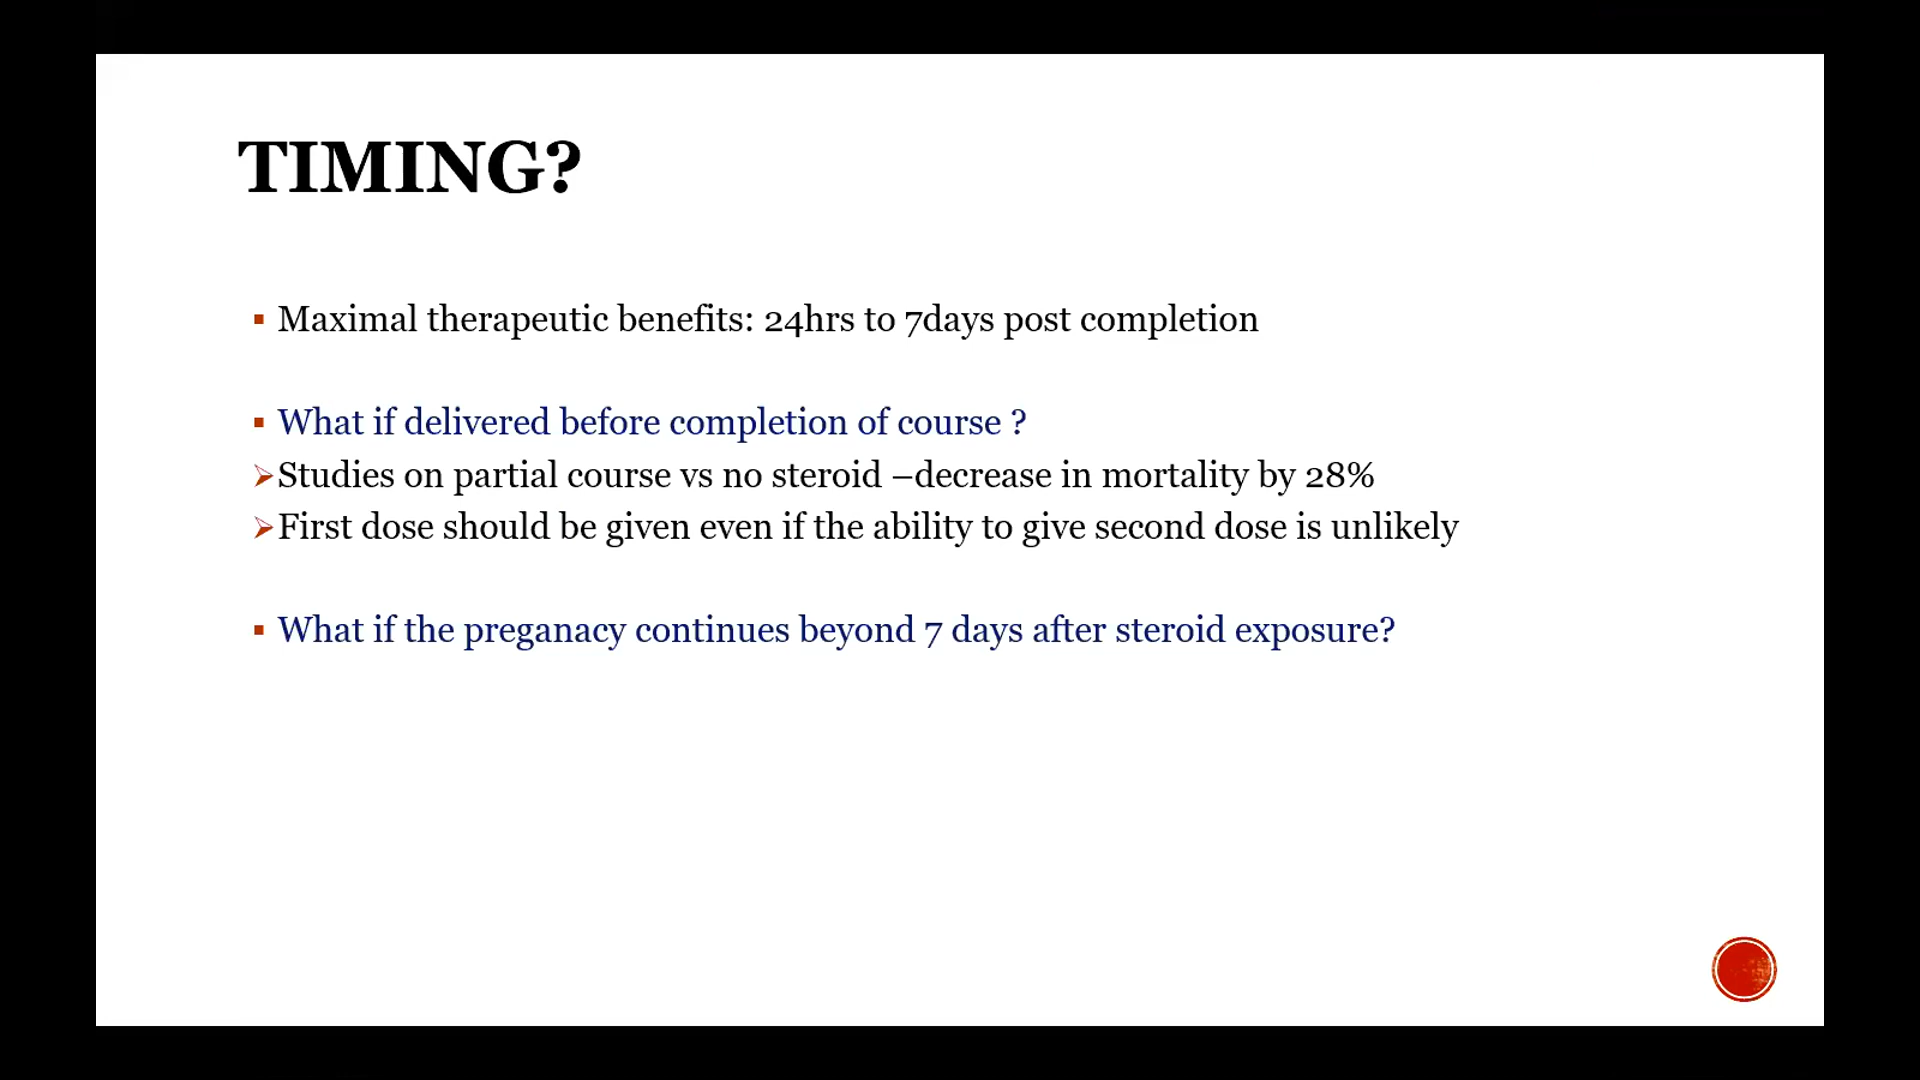 TIMING?
▪ Maximal therapeutic benefits: 24hrs to 7days post completion
▪ What if delivered before completion of course ?
➢Studies on partial course vs no steroid –decrease in mortality by 28%
➢First dose should be given even if the ability to give second dose is unlikely
▪ What if the preganacy continues beyond 7 days after steroid exposure?